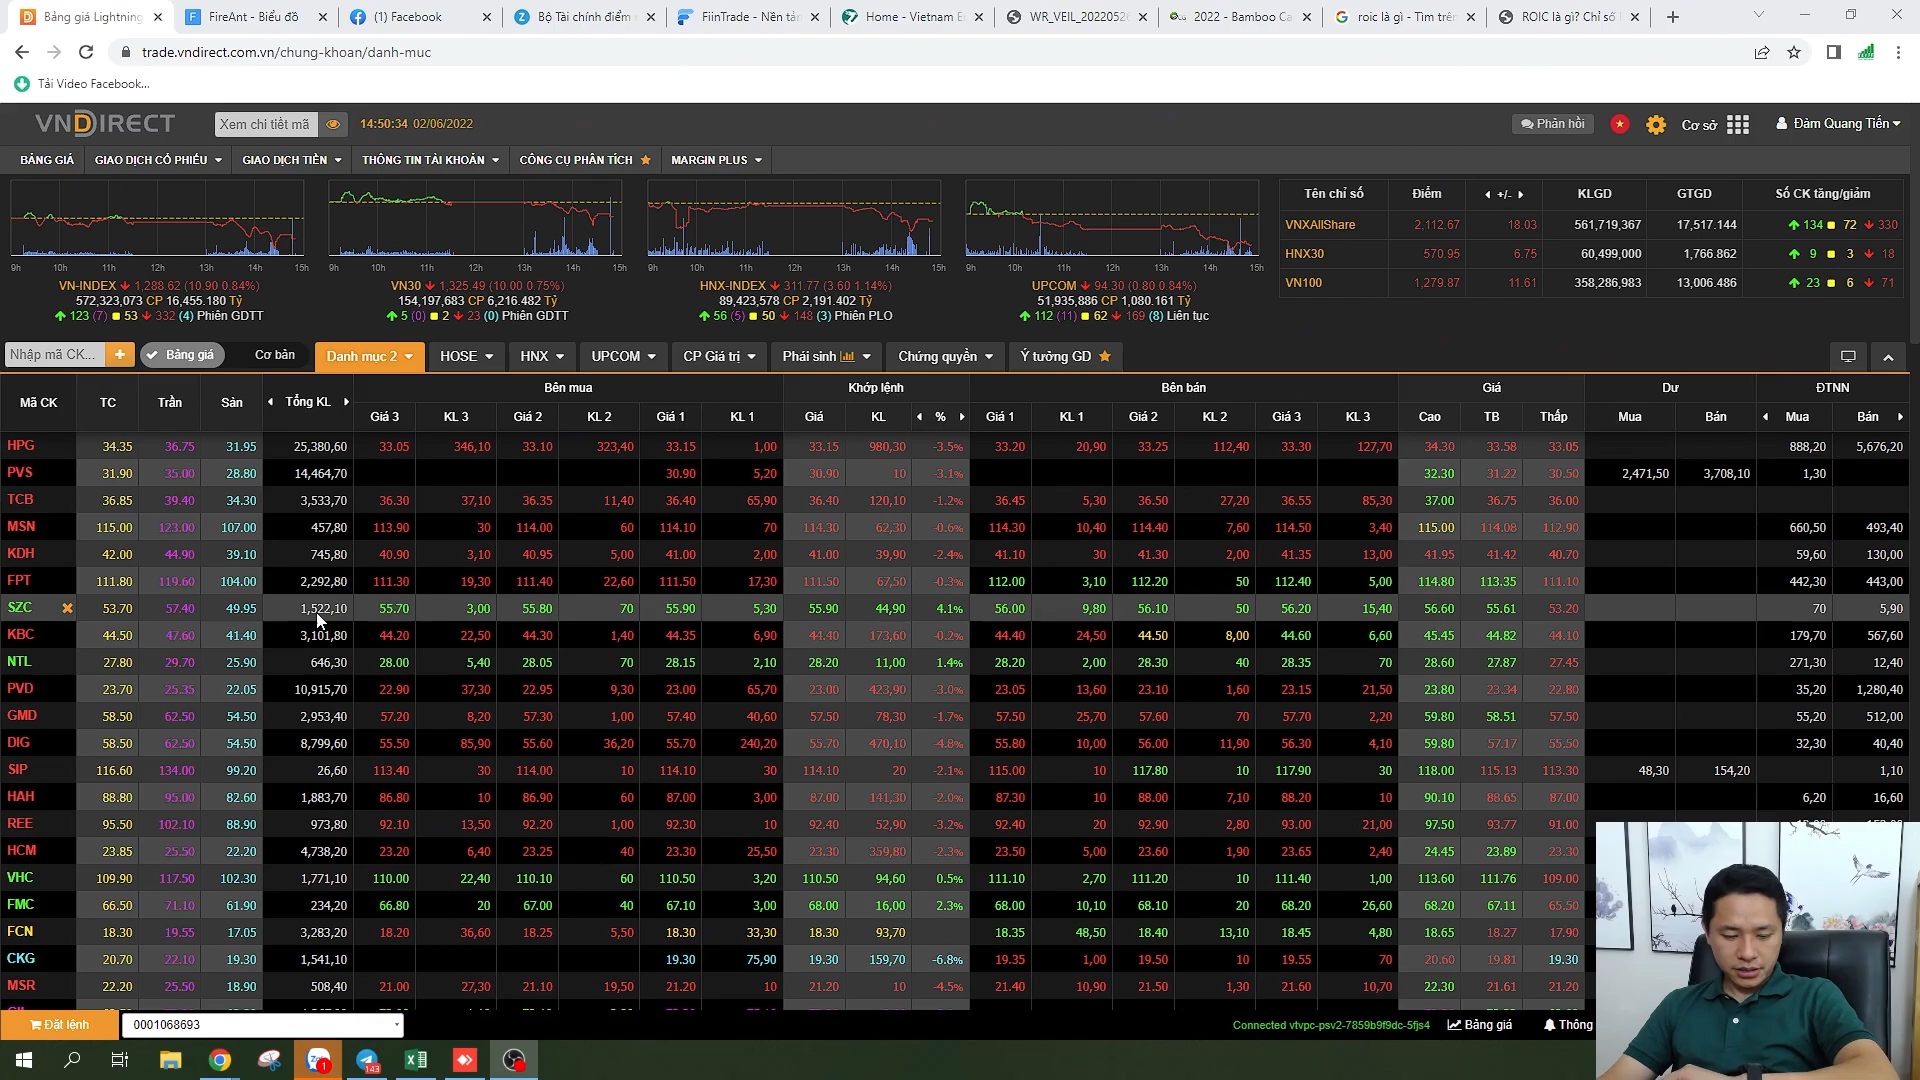 Bảng giá Lightning
FireAnt - Biểu đồ
(1) Facebook
Bộ Tài chính điểm
FiinTrade - Nền tản
Home - Vietnam E
WR_VEIL_20220526
2022 - Bamboo Ca
roic là gì - Tìm trên
ROIC là gì? Chỉ số
trade.vndirect.com.vn/chung-khoan/danh-muc
Tải Video Facebook...
VNDIRECT
Xem chi tiết mã
14:50:34 02/06/2022
Phản hồi
Cơ sở
Đàm Quang Tiến
BẢNG GIÁ
GIAO DỊCH CỔ PHIẾU
GIAO DỊCH TIỀN
THÔNG TIN TÀI KHOẢN
CÔNG CỤ PHÂN TÍCH
MARGIN PLUS
9h 10h 11h 12h 13h 14h 15h
9h 10h 11h 12h 13h 14h 15h
9h 10h 11h 12h 13h 14h 15h
9h 10h 11h 12h 13h 14h 15h
VN-INDEX 1,288.62 (10.90 0.84%)
572,323,073 CP 16,455.180 Tỷ
123 (7) 53 332 (4) Phiên GDTT
VN30 1,325.49 (10.00 0.75%)
154,197,683 CP 6,216.482 Tỷ
5 (0) 2 23 (0) Phiên GDTT
HNX-INDEX 311.77 (3.60 1.14%)
89,423,578 CP 2,191.402 Tỷ
56 (5) 50 148 (3) Phiên PLO
UPCOM 94.30 (0.80 0.84%)
51,935,886 CP 1,080.161 Tỷ
112 (11) 62 169 (8) Liên tục
Tên chỉ số Điểm +/- KLGD GTGD Số CK tăng/giảm
VNXAllShare 2,112.67 18.03 561,719,367 17,517.144 134 72 330
HNX30 570.95 6.75 60,499,000 1,766.862 9 3 18
VN100 1,279.87 11.61 358,286,983 13,006.486 23 6 71
Nhập mã CK... + Bảng giá Cơ bản Danh mục 2 HOSE HNX UPCOM CP Giá trị Phái sinh Chứng quyền Ý tưởng GD
Mã CK TC Trần Sàn Tổng KL Bên mua Khớp lệnh Bên bán Giá Dư ĐTNN
Giá 3 KL 3 Giá 2 KL 2 Giá 1 KL 1 Giá KL % Giá 1 KL 1 Giá 2 KL 2 Giá 3 KL 3 Cao TB Thấp Mua Bán Mua Bán
HPG 34.35 36.75 31.95 25,380,60 33.05 346,10 33.10 323,40 33.15 1,00 33.15 980,30 -3.5% 33.20 20,90 33.25 112,40 33.30 127,70 34.30 33.58 33.05 888,20 5,676,20
PVS 31.90 35.00 28.80 14,464,70 30.90 5,20 30.90 10 -3.1% 32.30 31.22 30.50 2,471,50 3,708,10 1,30
TCB 36.85 39.40 34.30 3,533,70 36.30 37,10 36.35 11,40 36.40 65,90 36.40 120,10 -1.2% 36.45 5,30 36.50 27,20 36.55 85,30 37.00 36.75 36.00
MSN 115.00 123.00 107.00 457,80 113.90 30 114.00 60 114.10 70 114.30 62,30 -0.6% 114.30 10,40 114.40 7,60 114.50 3,40 115.00 114.08 112.90 660,50 493,40
KDH 42.00 44.90 39.10 745,80 40.90 3,10 40.95 5,00 41.00 2,00 41.00 39,90 -2.4% 41.10 30 41.30 2,00 41.35 13,00 41.95 41.42 40.70 59,60 130,00
FPT 111.80 119.60 104.00 2,292,80 111.30 19,30 111.40 22,60 111.50 17,30 111.50 67,50 -0.3% 112.00 3,10 112.20 50 112.40 5,00 114.80 113.35 111.10 442,30 443,00
SZC 53.70 57.40 49.95 1,522,10 55.70 3,00 55.80 70 55.90 5,30 55.90 44,90 4.1% 56.00 9,80 56.10 50 56.20 15,40 56.60 55.61 53.20 70 5,90
KBC 44.50 47.60 41.40 3,101,80 44.20 22,50 44.30 1,40 44.35 6,90 44.40 173,60 -0.2% 44.40 24,50 44.50 8,00 44.60 6,60 45.45 44.82 44.10 179,70 567,60
NTL 27.80 29.70 25.90 646,30 28.00 5,40 28.05 70 28.15 2,10 28.20 11,00 1.4% 28.20 2,00 28.30 40 28.35 70 28.60 27.87 27.45 271,30 12,40
PVD 23.70 25.35 22.05 10,915,70 22.90 37,30 22.95 9,30 23.00 65,70 23.00 423,90 -3.0% 23.05 13,60 23.10 1,60 23.15 21,50 23.80 23.34 22.80 35,20 1,280,40
GMD 58.50 62.50 54.50 2,953,40 57.20 8,20 57.30 1,00 57.40 40,60 57.50 78,30 -1.7% 57.50 25,70 57.60 70 57.70 2,20 59.80 58.51 57.50 55,20 512,00
DIG 58.50 62.50 54.50 8,799,60 55.50 85,90 55.60 36,20 55.70 240,20 55.70 470,10 -4.8% 55.80 10,00 56.00 11,90 56.30 4,10 59.80 57.17 55.50 32,30 40,40
SIP 116.60 134.00 99.20 26,60 113.40 30 114.00 10 114.10 30 114.10 20 -2.1% 115.00 10 117.80 10 117.90 30 118.00 115.13 113.30 48,30 154,20 1,10
HAH 88.80 95.00 82.60 1,883,70 86.80 10 86.90 60 87.00 3,00 87.00 141,30 -2.0% 87.30 10 88.00 7,10 88.20 10 90.10 88.65 87.00 6,20 16,60
REE 95.50 102.10 88.90 973,80 92.10 13,50 92.20 1,00 92.30 10 92.40 52,90 -3.2% 92.40 20 92.90 2,80 93.00 21,00 97.50 93.77 91.00
HCM 23.85 25.50 22.20 4,738,20 23.20 6,40 23.25 40 23.30 25,50 23.30 359,80 -2.3% 23.50 5,00 23.60 1,90 23.65 2,40 24.45 23.89 23.30
VHC 109.90 117.50 102.30 1,771,10 110.00 22,40 110.10 60 110.50 3,20 110.50 94,60 0.5% 111.10 2,70 111.20 10 111.40 1,00 113.60 111.76 109.00
FMC 66.50 71.10 61.90 234,20 66.80 20 67.00 40 67.10 3,00 68.00 16,00 2.3% 68.00 10,10 68.10 20 68.20 26,60 68.20 67.11 65.50
FCN 18.30 19.55 17.05 3,283,20 18.20 36,60 18.25 5,50 18.30 33,30 18.30 93,70 18.35 48,50 18.40 13,10 18.45 4,80 18.65 18.27 17.90
CKG 20.70 22.10 19.30 1,541,10 19.30 75,90 19.30 159,70 -6.8% 19.35 1,00 19.50 10 19.55 70 20.60 19.81 19.30
MSR 22.20 25.50 18.90 508,40 21.00 27,30 21.10 19,50 21.20 10 21.20 10 -4.5% 21.40 10,90 21.50 1,30 21.60 10,70 22.30 21.61 21.20
Đặt lệnh 0001068693 Connected vtvpc-psv2-7859b9f9dc-5fjs4 Bảng giá Thông
1 143